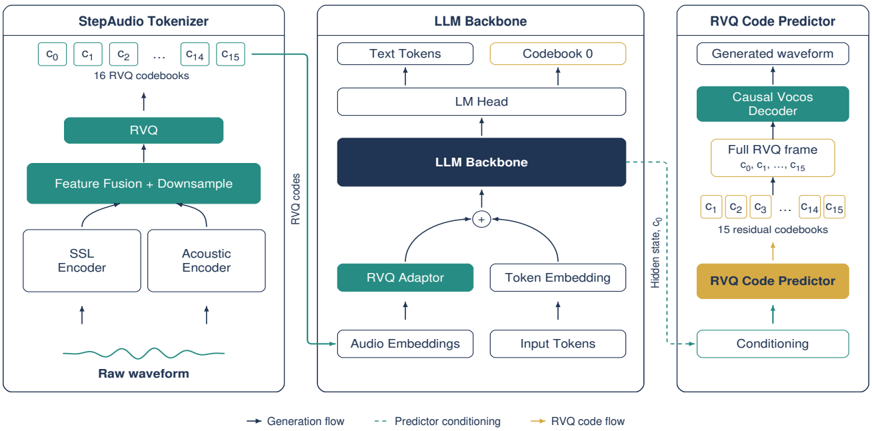 StepAudio Tokenizer
c0 c1 c2 … c14 c15
16 RVQ codebooks
RVQ
Feature Fusion + Downsample
SSL
Encoder
Acoustic
Encoder
Raw waveform
RVQ codes
LLM Backbone
Text Tokens
Codebook 0
LM Head
LLM Backbone
+
RVQ Adaptor
Token Embedding
Audio Embeddings
Input Tokens
Hidden state, c0
RVQ Code Predictor
Generated waveform
Causal Vocos
Decoder
Full RVQ frame
c0, c1, …, c15
c1 c2 c3 … c14 c15
15 residual codebooks
RVQ Code Predictor
Conditioning
Generation flow
Predictor conditioning
RVQ code flow